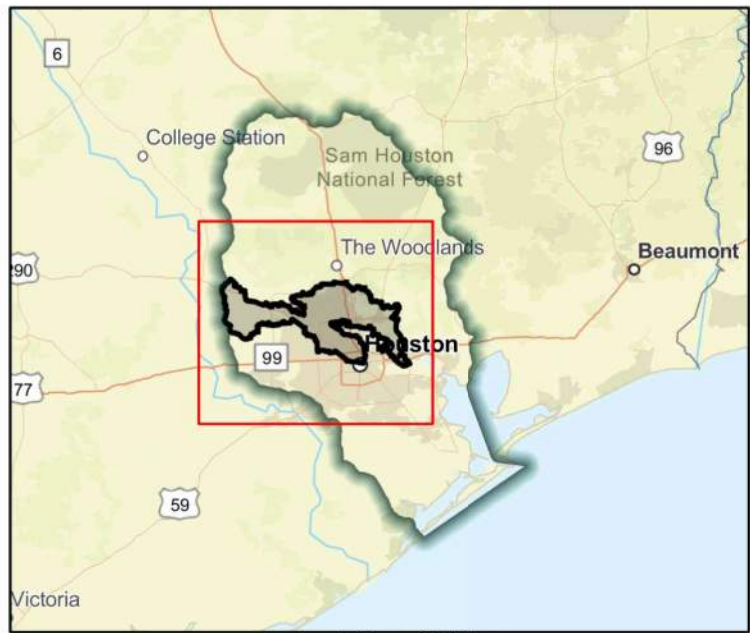 6
College Station
Sam Houston
National Forest
96
The Woodlands
Beaumont
290
Houston
99
77
59
Victoria